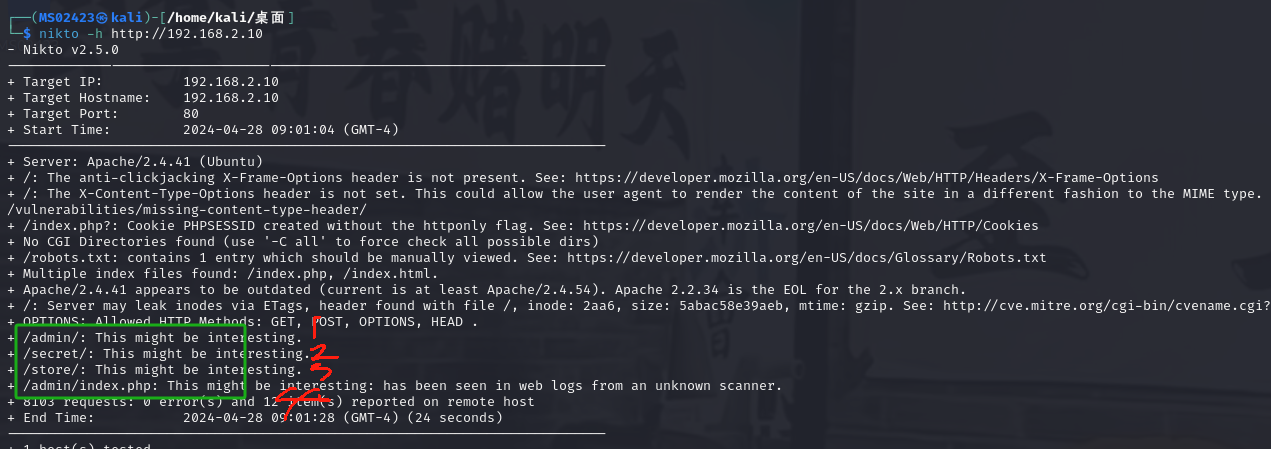 ┌──(MS02423㉿kali)-[/home/kali/桌面]
└─$ nikto -h http://192.168.2.10
- Nikto v2.5.0
---------------------------------------------------------------------------
+ Target IP:          192.168.2.10
+ Target Hostname:    192.168.2.10
+ Target Port:        80
+ Start Time:         2024-04-28 09:01:04 (GMT-4)
---------------------------------------------------------------------------
+ Server: Apache/2.4.41 (Ubuntu)
+ /: The anti-clickjacking X-Frame-Options header is not present. See: https://developer.mozilla.org/en-US/docs/Web/HTTP/Headers/X-Frame-Options
+ /: The X-Content-Type-Options header is not set. This could allow the user agent to render the content of the site in a different fashion to the MIME type.
/vulnerabilities/missing-content-type-header/
+ /index.php?: Cookie PHPSESSID created without the httponly flag. See: https://developer.mozilla.org/en-US/docs/Web/HTTP/Cookies
+ No CGI Directories found (use '-C all' to force check all possible dirs)
+ /robots.txt: contains 1 entry which should be manually viewed. See: https://developer.mozilla.org/en-US/docs/Glossary/Robots.txt
+ Multiple index files found: /index.php, /index.html.
+ Apache/2.4.41 appears to be outdated (current is at least Apache/2.4.54). Apache 2.2.34 is the EOL for the 2.x branch.
+ /: Server may leak inodes via ETags, header found with file /, inode: 2aa6, size: 5abac58e39aeb, mtime: gzip. See: http://cve.mitre.org/cgi-bin/cvename.cgi?
+ OPTIONS: Allowed HTTP Methods: GET, POST, OPTIONS, HEAD .
+ /admin/: This might be interesting. 1
+ /secret/: This might be interesting. 2
+ /store/: This might be interesting. 3
+ /admin/index.php: This might be interesting: has been seen in web logs from an unknown scanner.
4
+ 8103 requests: 0 error(s) and 12 item(s) reported on remote host
+ End Time:           2024-04-28 09:01:28 (GMT-4) (24 seconds)
---------------------------------------------------------------------------
+ 1 host(s) tested